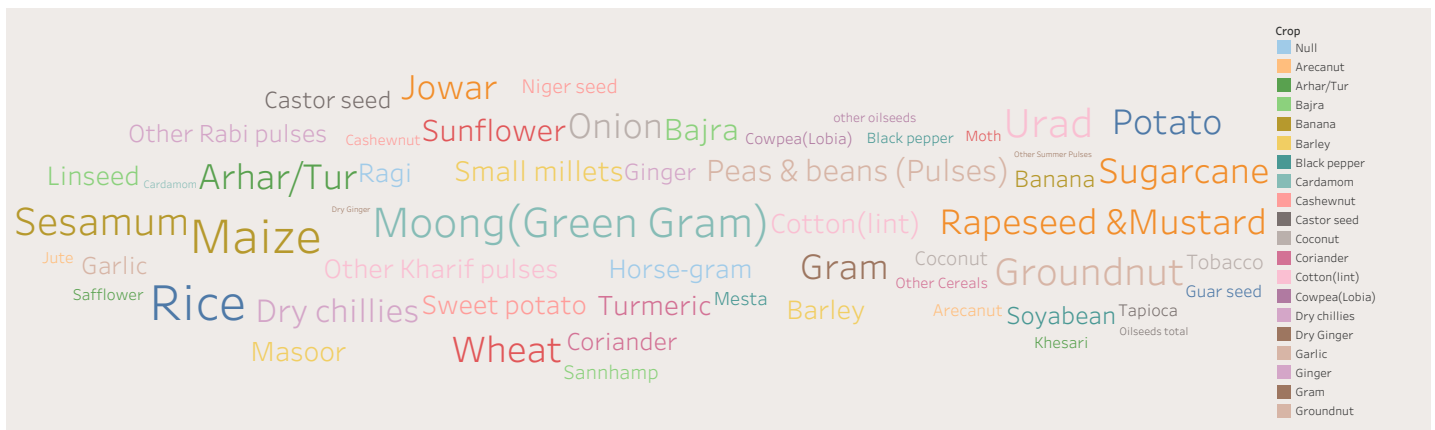 Jowar
Niger seed
Castor seed
other oilseeds
Other Rabi pulses
Cashewnut
Sunflower
Onion
Bajra
Cowpea(Lobia)
Black pepper
Moth
Urad
Potato
Other Summer Pulses
Linseed
Cardamom
Arhar/Tur
Ragi
Small millets
Ginger
Peas & beans (Pulses)
Banana
Sugarcane
Dry Ginger
Sesamum
Maize
Moong(Green Gram)
Cotton(lint)
Rapeseed &Mustard
Jute
Garlic
Other Kharif pulses
Horse-gram
Gram
Coconut
Other Cereals
Groundnut
Tobacco
Safflower
Rice
Dry chillies
Sweet potato
Turmeric
Mesta
Barley
Arecanut
Soyabean
Tapioca
Guar seed
Oilseeds total
Khesari
Masoor
Wheat
Coriander
Sannhamp
Crop
Null
Arecanut
Arhar/Tur
Bajra
Banana
Barley
Black pepper
Cardamom
Cashewnut
Castor seed
Coconut
Coriander
Cotton(lint)
Cowpea(Lobia)
Dry chillies
Dry Ginger
Garlic
Ginger
Gram
Groundnut